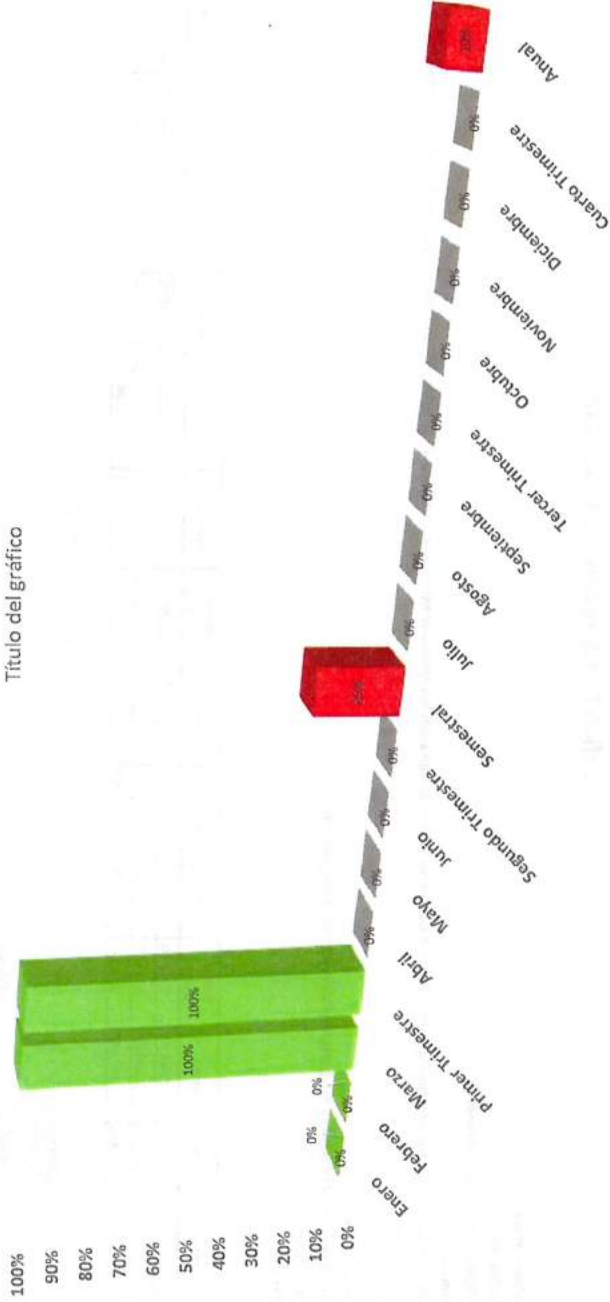 Título del gráfico
100%
90%
80%
70%
60%
50%
40%
30%
20%
10%
0%
0%
0%
0%
0%
100%
100%
0%
0%
0%
0%
0%
0%
0%
0%
0%
0%
0%
0%
10%
Enero
Febrero
Marzo
Primer Trimestre
Abril
Mayo
Junio
Segundo Trimestre
Semestral
Julio
Agosto
Septiembre
Tercer Trimestre
Octubre
Noviembre
Diciembre
Cuarto Trimestre
Anual